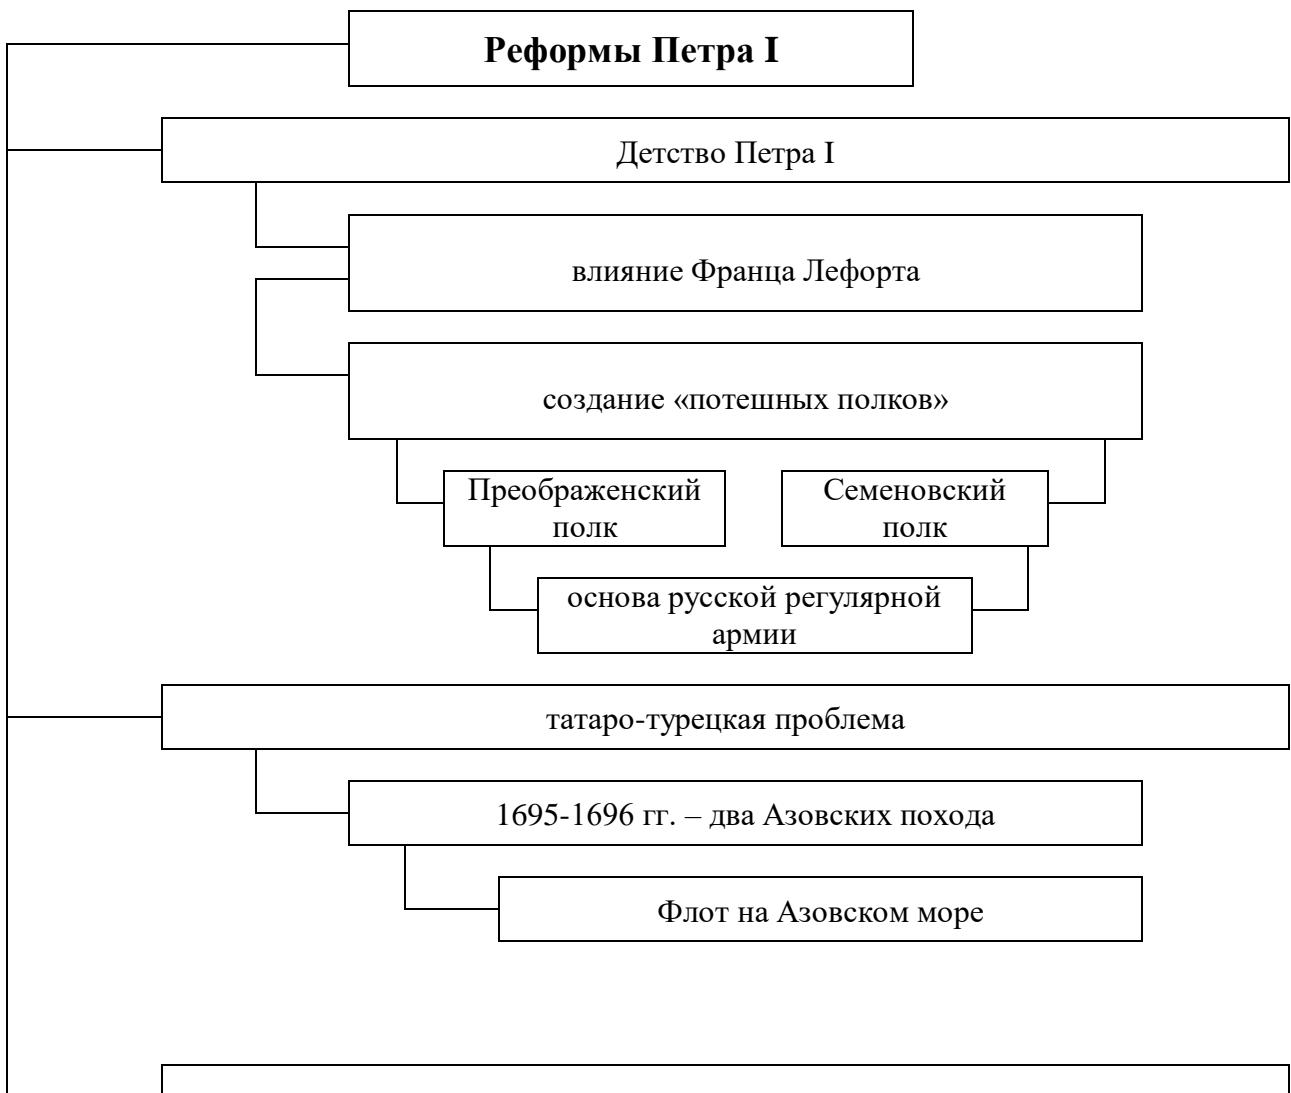 Реформы Петра I
Детство Петра I
влияние Франца Лефорта
создание «потешных полков»
Преображенский
полк
Семеновский
полк
основа русской регулярной
армии
татаро-турецкая проблема
1695-1696 гг. – два Азовских похода
Флот на Азовском море